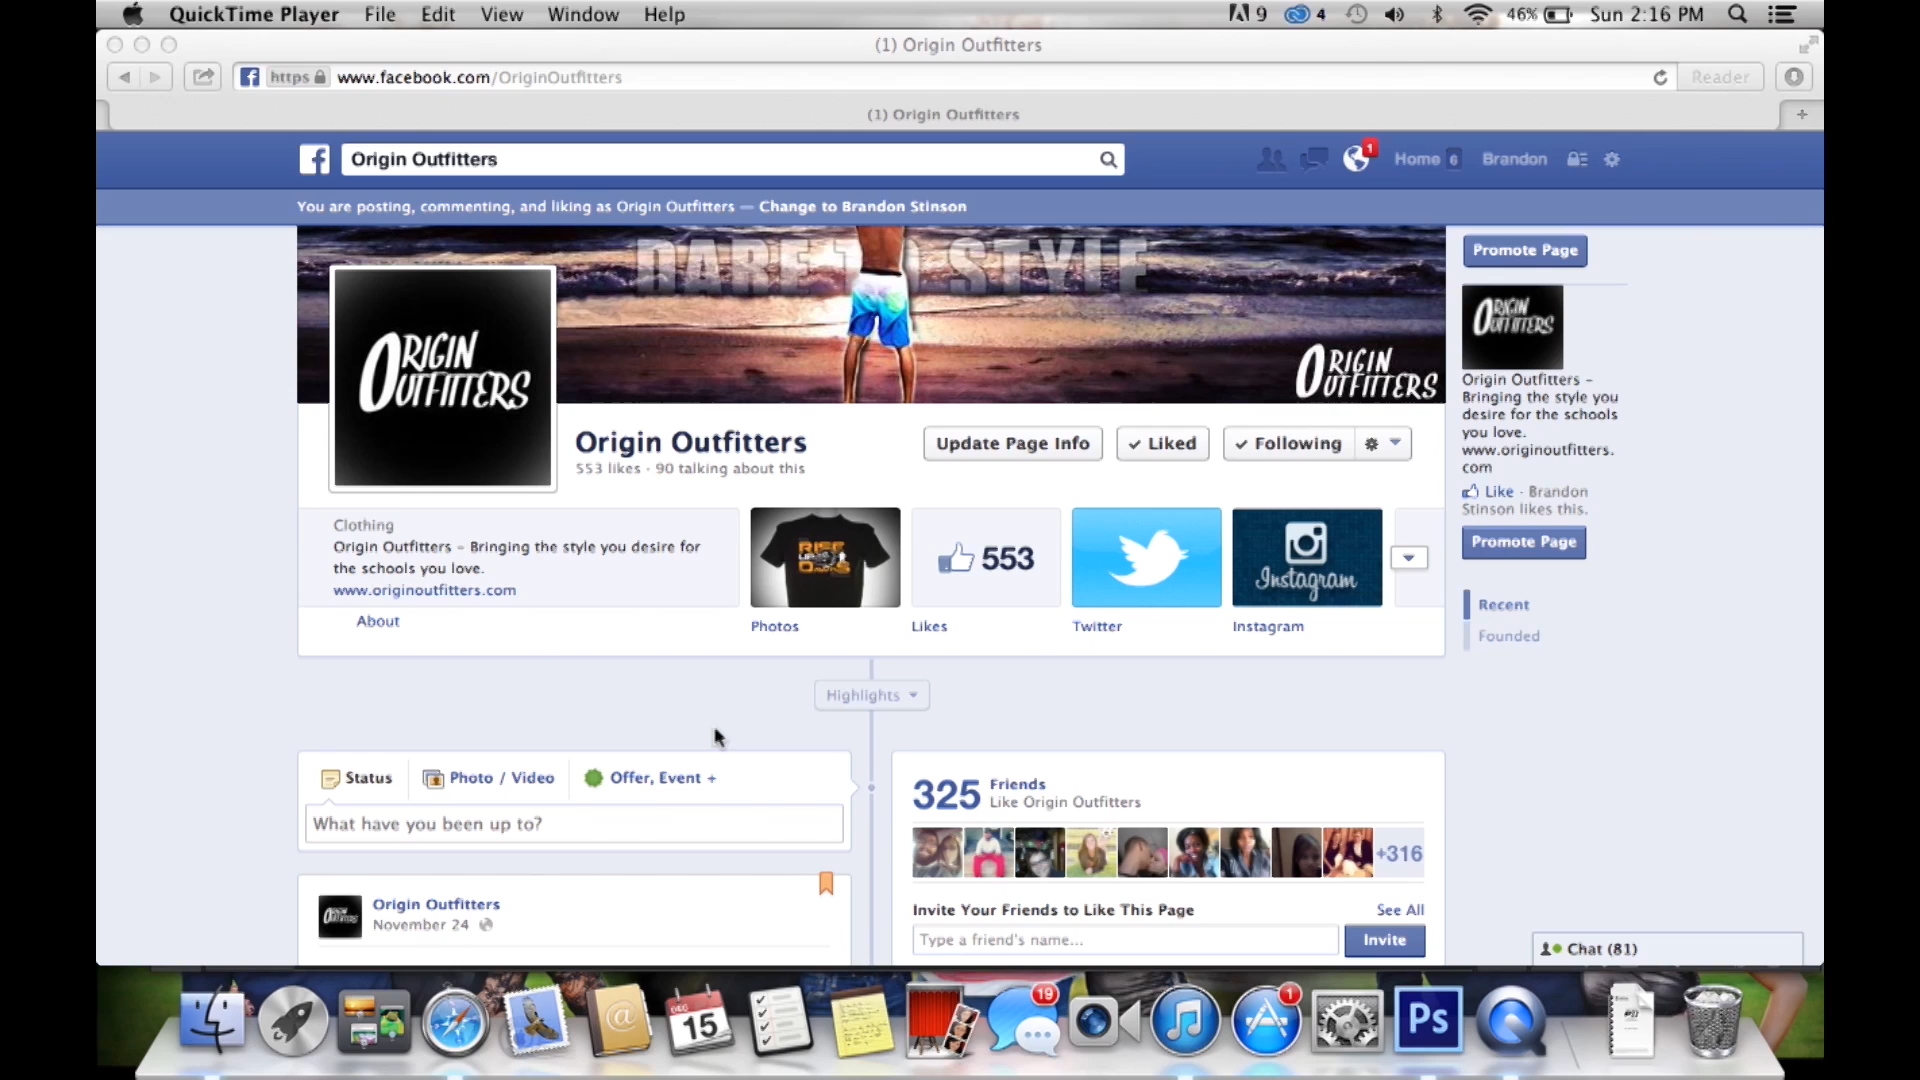 QuickTime Player File Edit View Window Help 9 4 46% Sun 2:16 PM
(1) Origin Outfitters
https www.facebook.com/OriginOutfitters Reader
(1) Origin Outfitters +
Origin Outfitters 1 Home 6 Brandon
You are posting, commenting, and liking as Origin Outfitters — Change to Brandon Stinson
DARE TO STYLE
ORIGIN
OUTFITTERS
ORIGIN
OUTFITTERS
Promote Page
ORIGIN
OUTFITTERS
Origin Outfitters –
Bringing the style you
desire for the schools
you love.
www.originoutfitters.
com
Like · Brandon
Stinson likes this.
Promote Page
Recent
Founded
Origin Outfitters
553 likes · 90 talking about this
Update Page Info
✓ Liked
✓ Following
Clothing
Origin Outfitters – Bringing the style you desire for
the schools you love.
www.originoutfitters.com
About
RISE
UP
553
Instagram
Photos
Likes
Twitter
Instagram
Highlights
Status
Photo / Video
Offer, Event +
What have you been up to?
Origin Outfitters
November 24
325 Friends
Like Origin Outfitters
+316
Invite Your Friends to Like This Page See All
Type a friend's name... Invite
Chat (81)
DEC
15
19
1
Ps